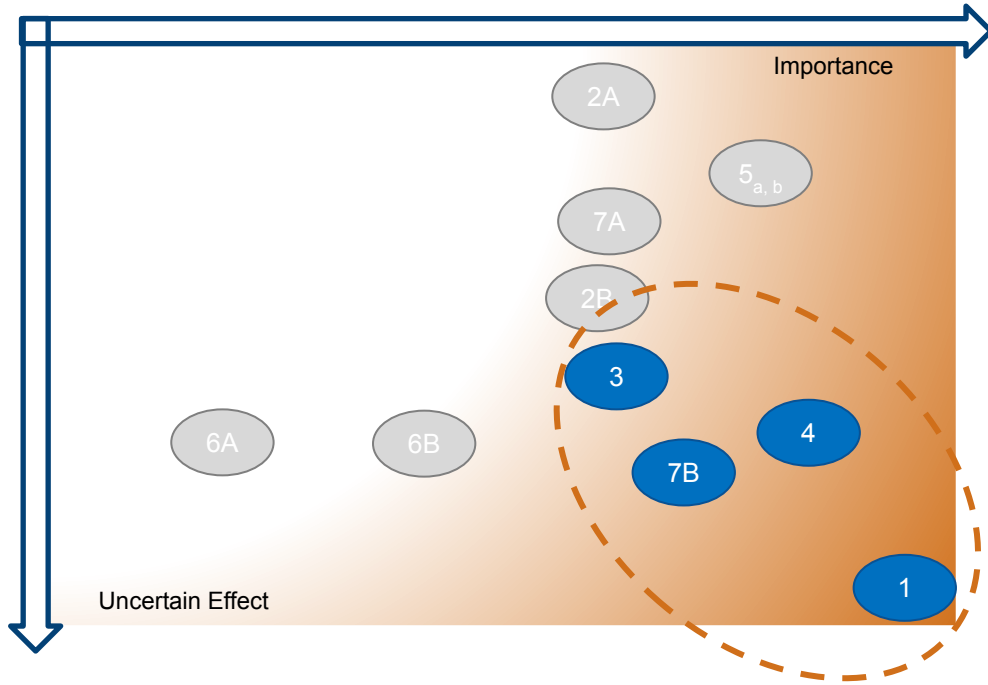 Importance
2A
5a, b
7A
2B
3
4
6A
6B
7B
1
Uncertain Effect